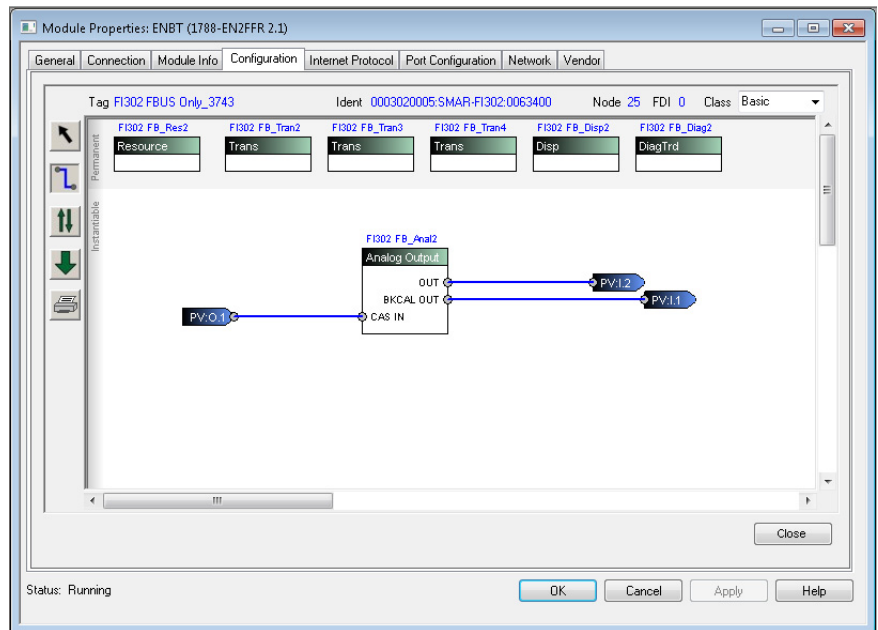 Module Properties: ENBT (1788-EN2FFR 2.1)
General Connection Module Info Configuration Internet Protocol Port Configuration Network Vendor
Tag FI302 FBUS Only_3743 Ident 0003020005:SMAR-FI302:0063400 Node 25 FDI 0 Class Basic
Permanent
FI302 FB_Res2 FI302 FB_Tran2 FI302 FB_Tran3 FI302 FB_Tran4 FI302 FB_Disp2 FI302 FB_Diag2
Resource Trans Trans Trans Disp DiagTrd
Instantiable
FI302 FB_Anal2
Analog Output
OUT PV:I.2
BKCAL OUT PV:I.1
PV:O.1 CAS IN
Close
Status: Running OK Cancel Apply Help